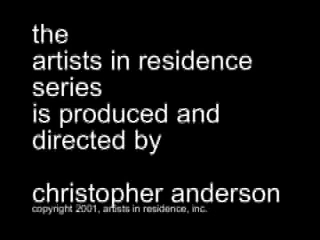 the
artists in residence
series
is produced and
directed by
christopher anderson
copyright 2001, artists in residence, inc.